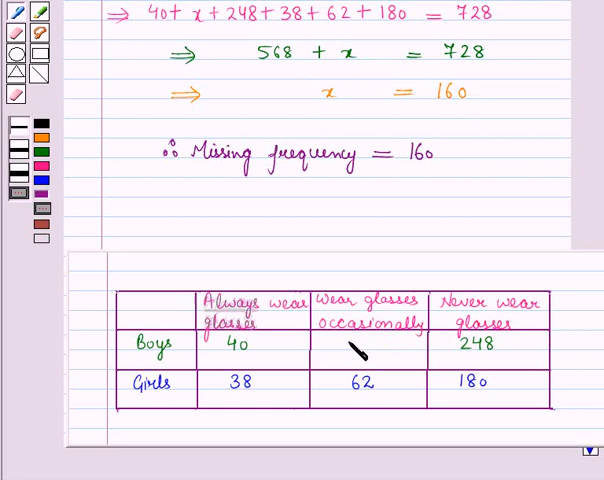 ⇒ 40 + x + 248 + 38 + 62 + 180 = 728
⇒ 568 + x = 728
⇒ x = 160
∴ Missing frequency = 160
Always wear glasses Wear glasses occasionally Never wear glasses
Boys 40 248
Girls 38 62 180